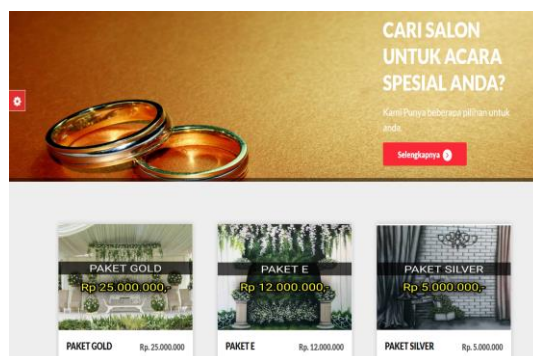 CARI SALON
UNTUK ACARA
SPESIAL ANDA?
Kami Punya beberapa pilihan untuk
anda.
Selengkapnya
PAKET GOLD
Rp 25.000.000,-
PAKET E
Rp 12.000.000,-
PAKET SILVER
Rp 5.000.000,-
PAKET GOLD Rp. 25.000.000
PAKET E Rp. 12.000.000
PAKET SILVER Rp. 5.000.000